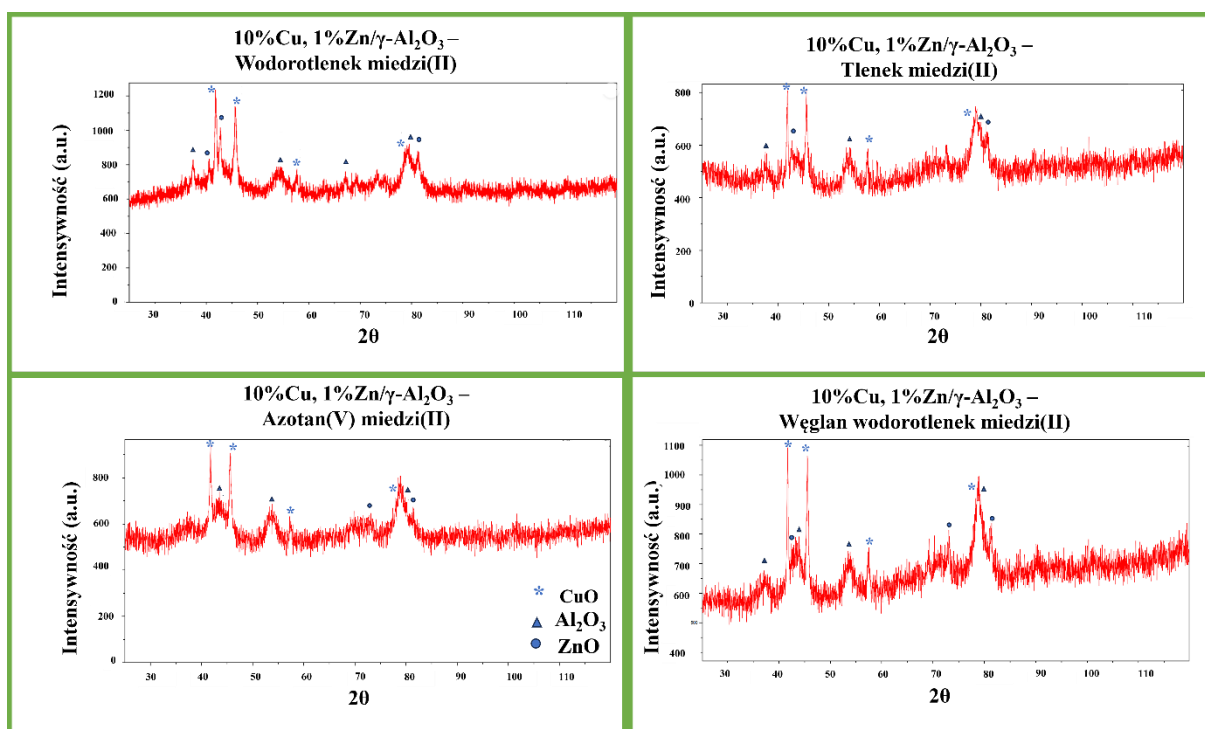 10%Cu, 1%Zn/γ-Al₂O₃ –
Wodorotlenek miedzi(II)
Intensywność (a.u.)
1200
1000
800
600
400
200
0
30 40 50 60 70 80 90 100 110
2θ
10%Cu, 1%Zn/γ-Al₂O₃ –
Tlenek miedzi(II)
Intensywność (a.u.)
800
600
400
200
0
30 40 50 60 70 80 90 100 110
2θ
10%Cu, 1%Zn/γ-Al₂O₃ –
Azotan(V) miedzi(II)
Intensywność (a.u.)
800
600
400
200
0
30 40 50 60 70 80 90 100 110
2θ
* CuO
▲ Al₂O₃
● ZnO
10%Cu, 1%Zn/γ-Al₂O₃ –
Węglan wodorotlenek miedzi(II)
Intensywność (a.u.)
1100
1000
900
800
700
600
400
30 40 50 60 70 80 90 100 110
2θ